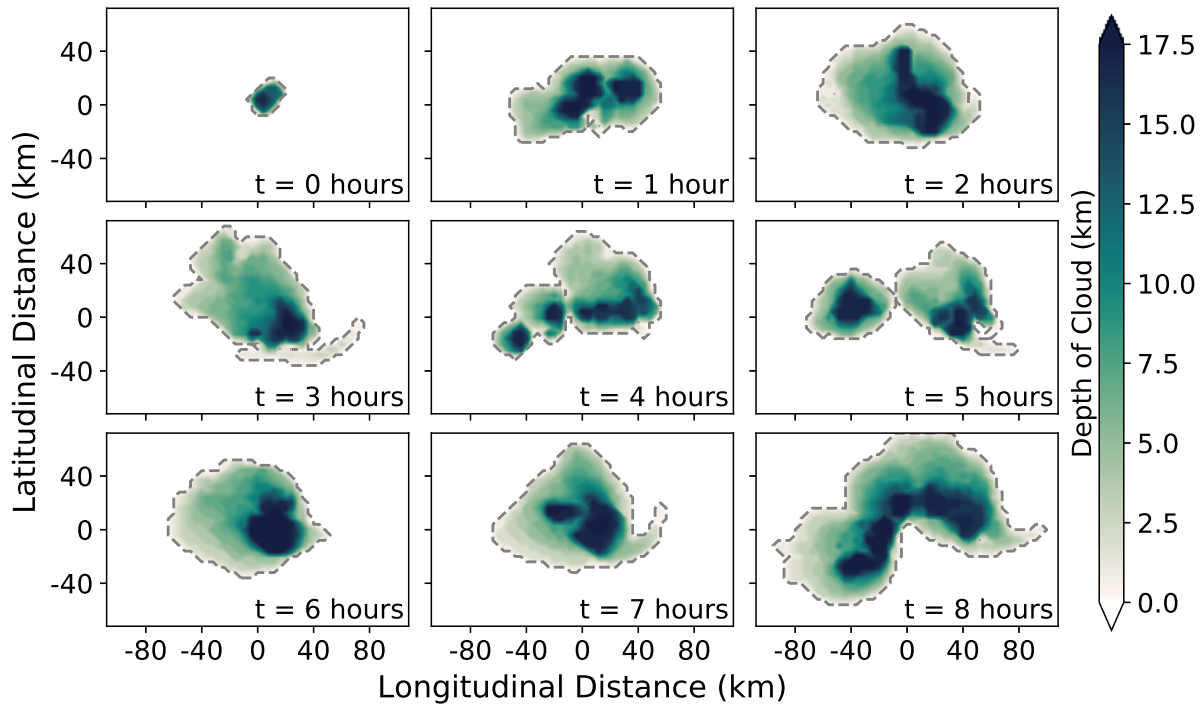 40
0
-40
t = 0 hours
t = 1 hour
t = 2 hours
40
0
-40
t = 3 hours
t = 4 hours
t = 5 hours
40
0
-40
t = 6 hours
t = 7 hours
t = 8 hours
-80 -40 0 40 80
-80 -40 0 40 80
-80 -40 0 40 80
Latitudinal Distance (km)
Longitudinal Distance (km)
Depth of Cloud (km)
17.5
15.0
12.5
10.0
7.5
5.0
2.5
0.0